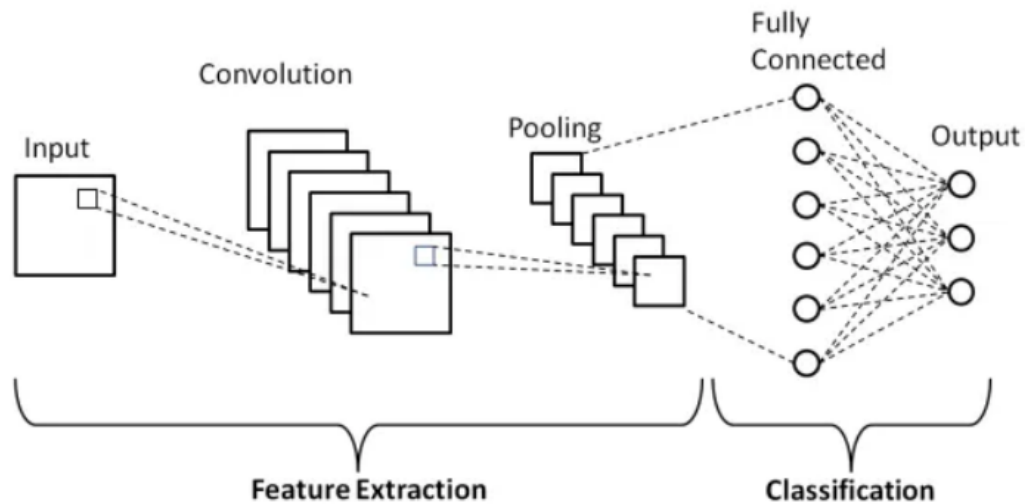 Input
Convolution
Pooling
Fully
Connected
Output
Feature Extraction
Classification